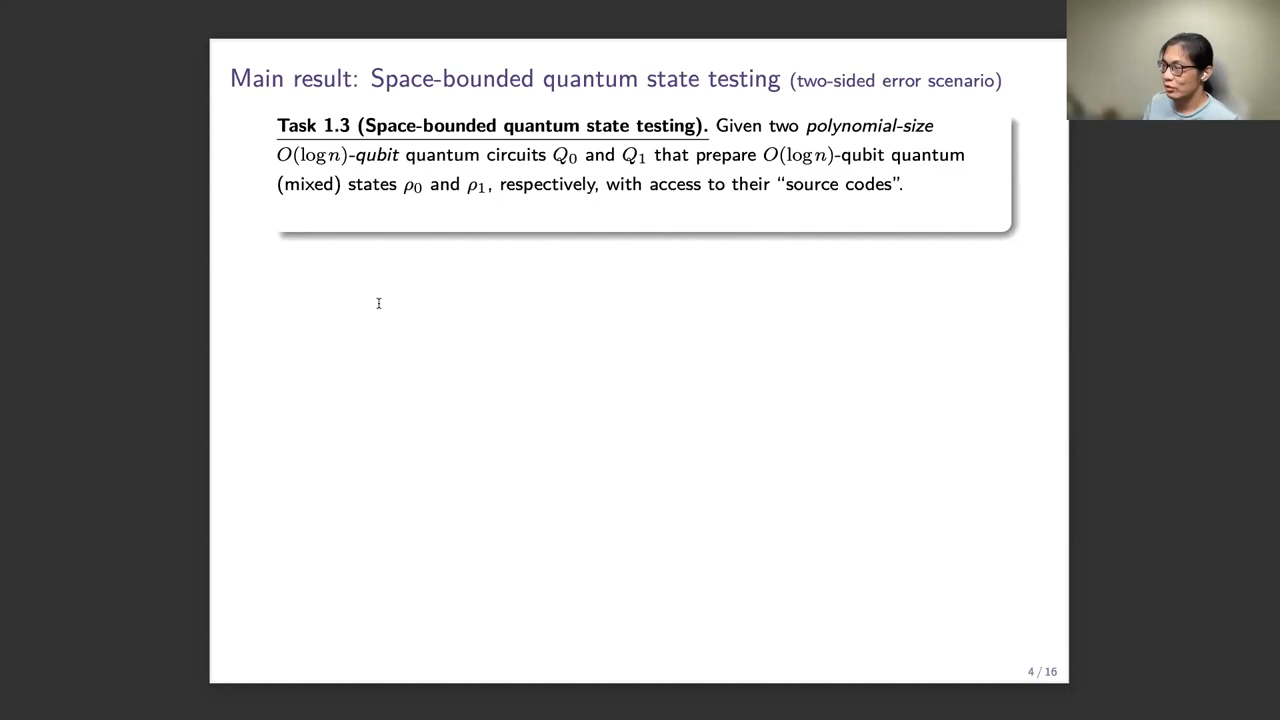 Main result: Space-bounded quantum state testing (two-sided error scenario)
Task 1.3 (Space-bounded quantum state testing). Given two polynomial-size
O(log n)-qubit quantum circuits Q₀ and Q₁ that prepare O(log n)-qubit quantum
(mixed) states ρ₀ and ρ₁, respectively, with access to their “source codes”.
4 / 16